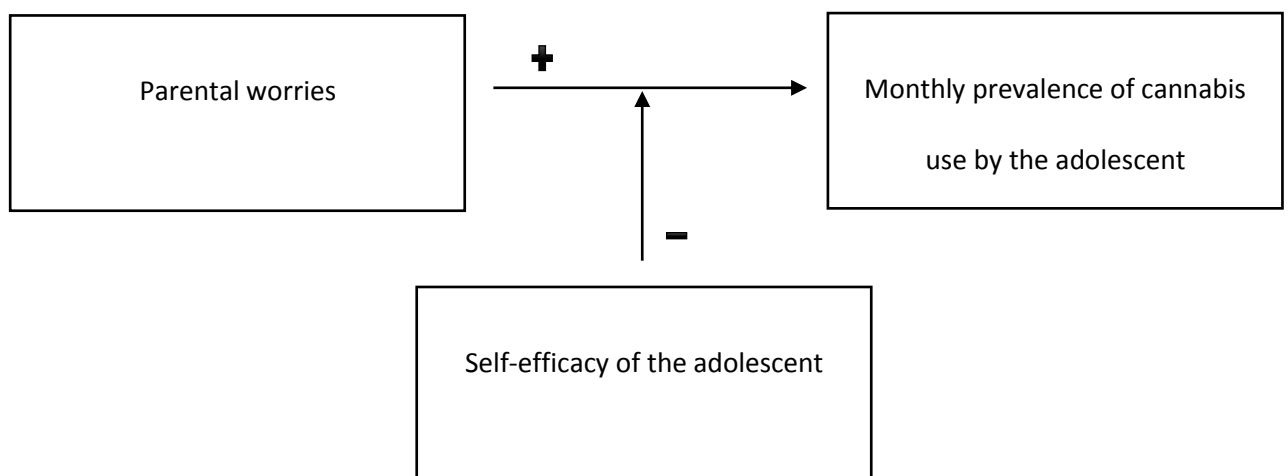 Parental worries
+
Monthly prevalence of cannabis
use by the adolescent
-
Self-efficacy of the adolescent